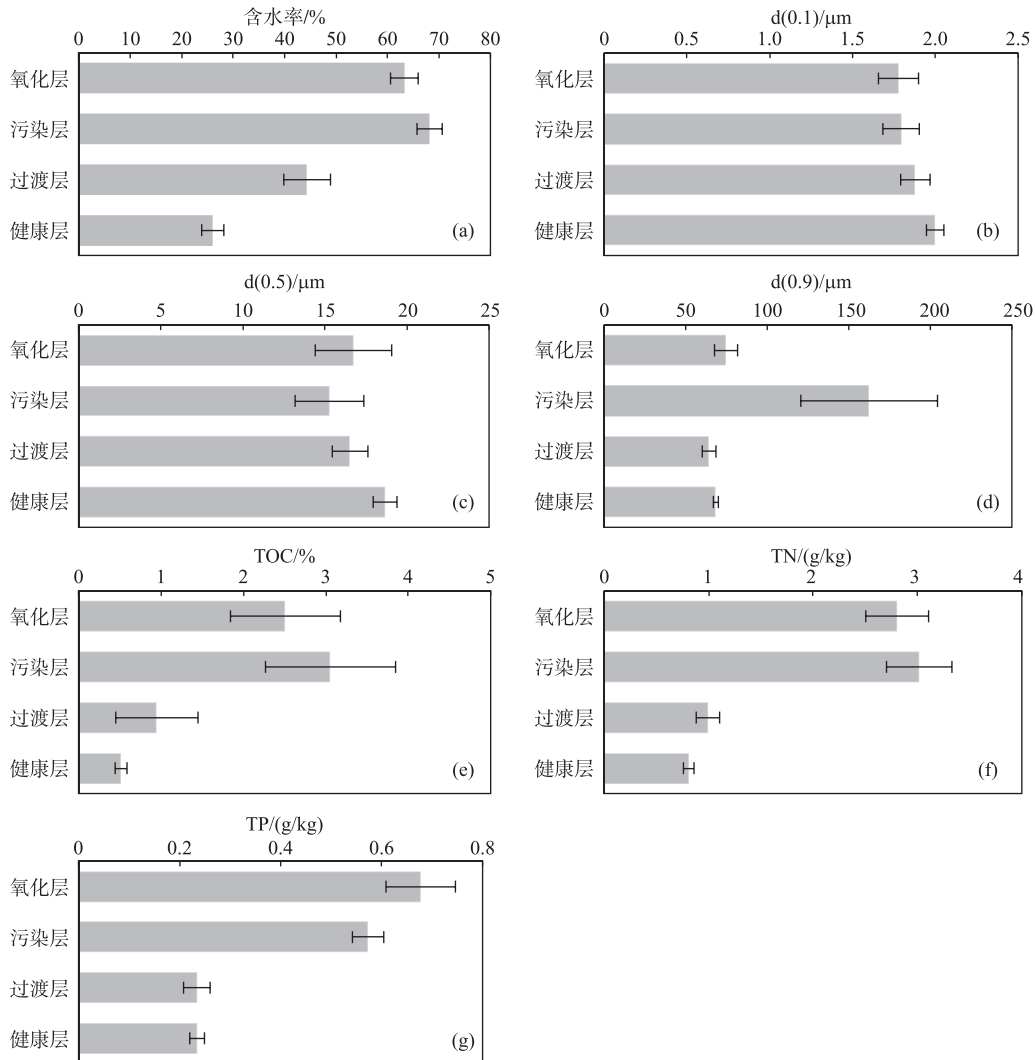 含水率/%
0 10 20 30 40 50 60 70 80
氧化层
污染层
过渡层
健康层
(a)
d(0.1)/μm
0 0.5 1.0 1.5 2.0 2.5
氧化层
污染层
过渡层
健康层
(b)
d(0.5)/μm
0 5 10 15 20 25
氧化层
污染层
过渡层
健康层
(c)
d(0.9)/μm
0 50 100 150 200 250
氧化层
污染层
过渡层
健康层
(d)
TOC/%
0 1 2 3 4 5
氧化层
污染层
过渡层
健康层
(e)
TN/(g/kg)
0 1 2 3 4
氧化层
污染层
过渡层
健康层
(f)
TP/(g/kg)
0 0.2 0.4 0.6 0.8
氧化层
污染层
过渡层
健康层
(g)